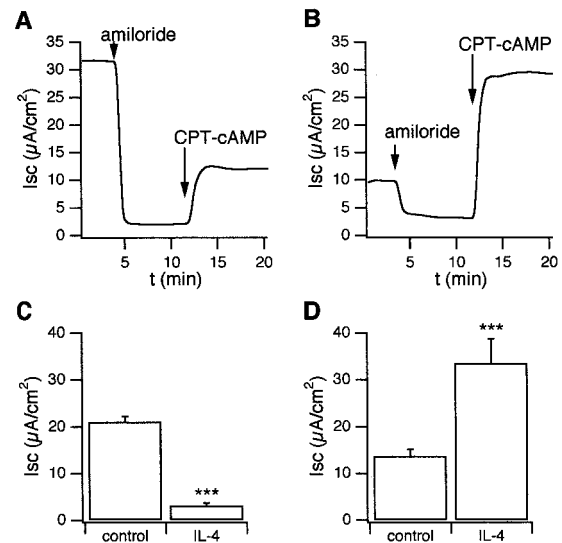 A
amiloride
CPT-cAMP
Isc (µA/cm²)
35
30
25
20
15
10
5
0
5
10
15
20
t (min)
B
CPT-cAMP
amiloride
Isc (µA/cm²)
35
30
25
20
15
10
5
0
5
10
15
20
t (min)
C
Isc (µA/cm²)
40
30
20
10
0
***
control
IL-4
D
Isc (µA/cm²)
40
30
20
10
0
***
control
IL-4